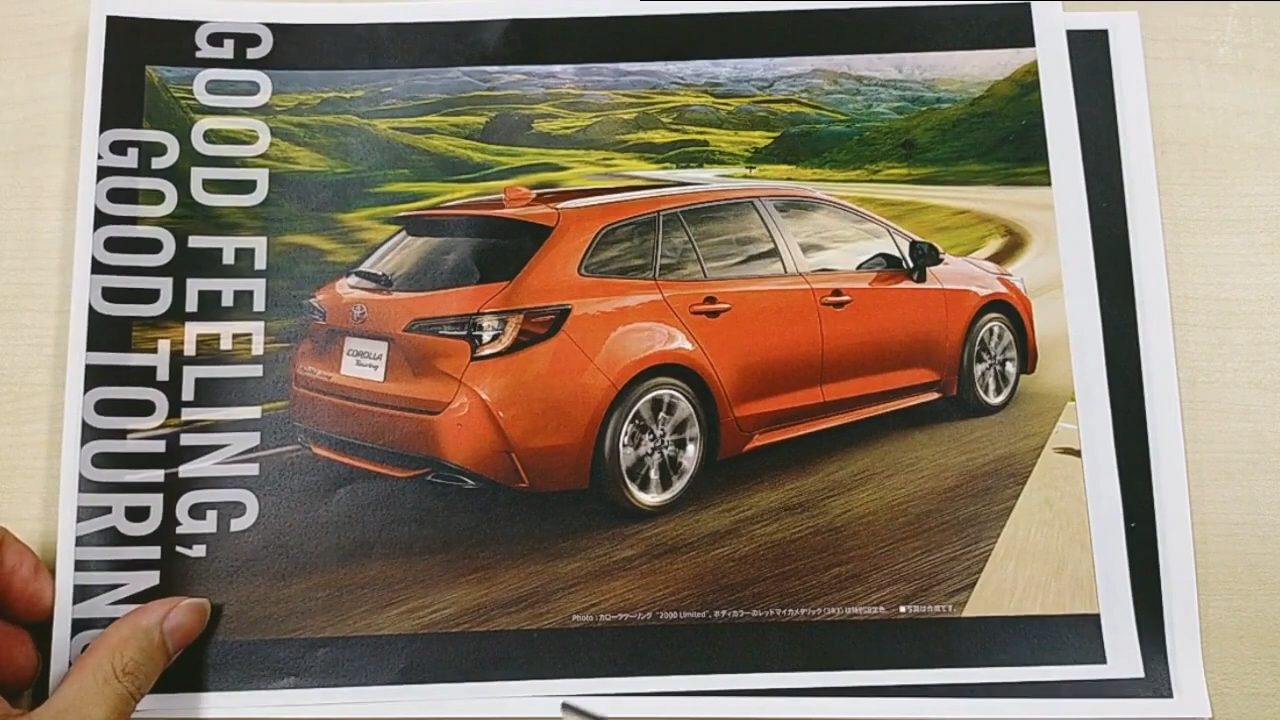 GOOD FEELING,
GOOD TOURING
COROLLA
Touring
Photo：カローラツーリング "2000 Limited"。ボディカラーのレッドマイカメタリック〈3R3〉は特別設定色。 ■写真は合成です。